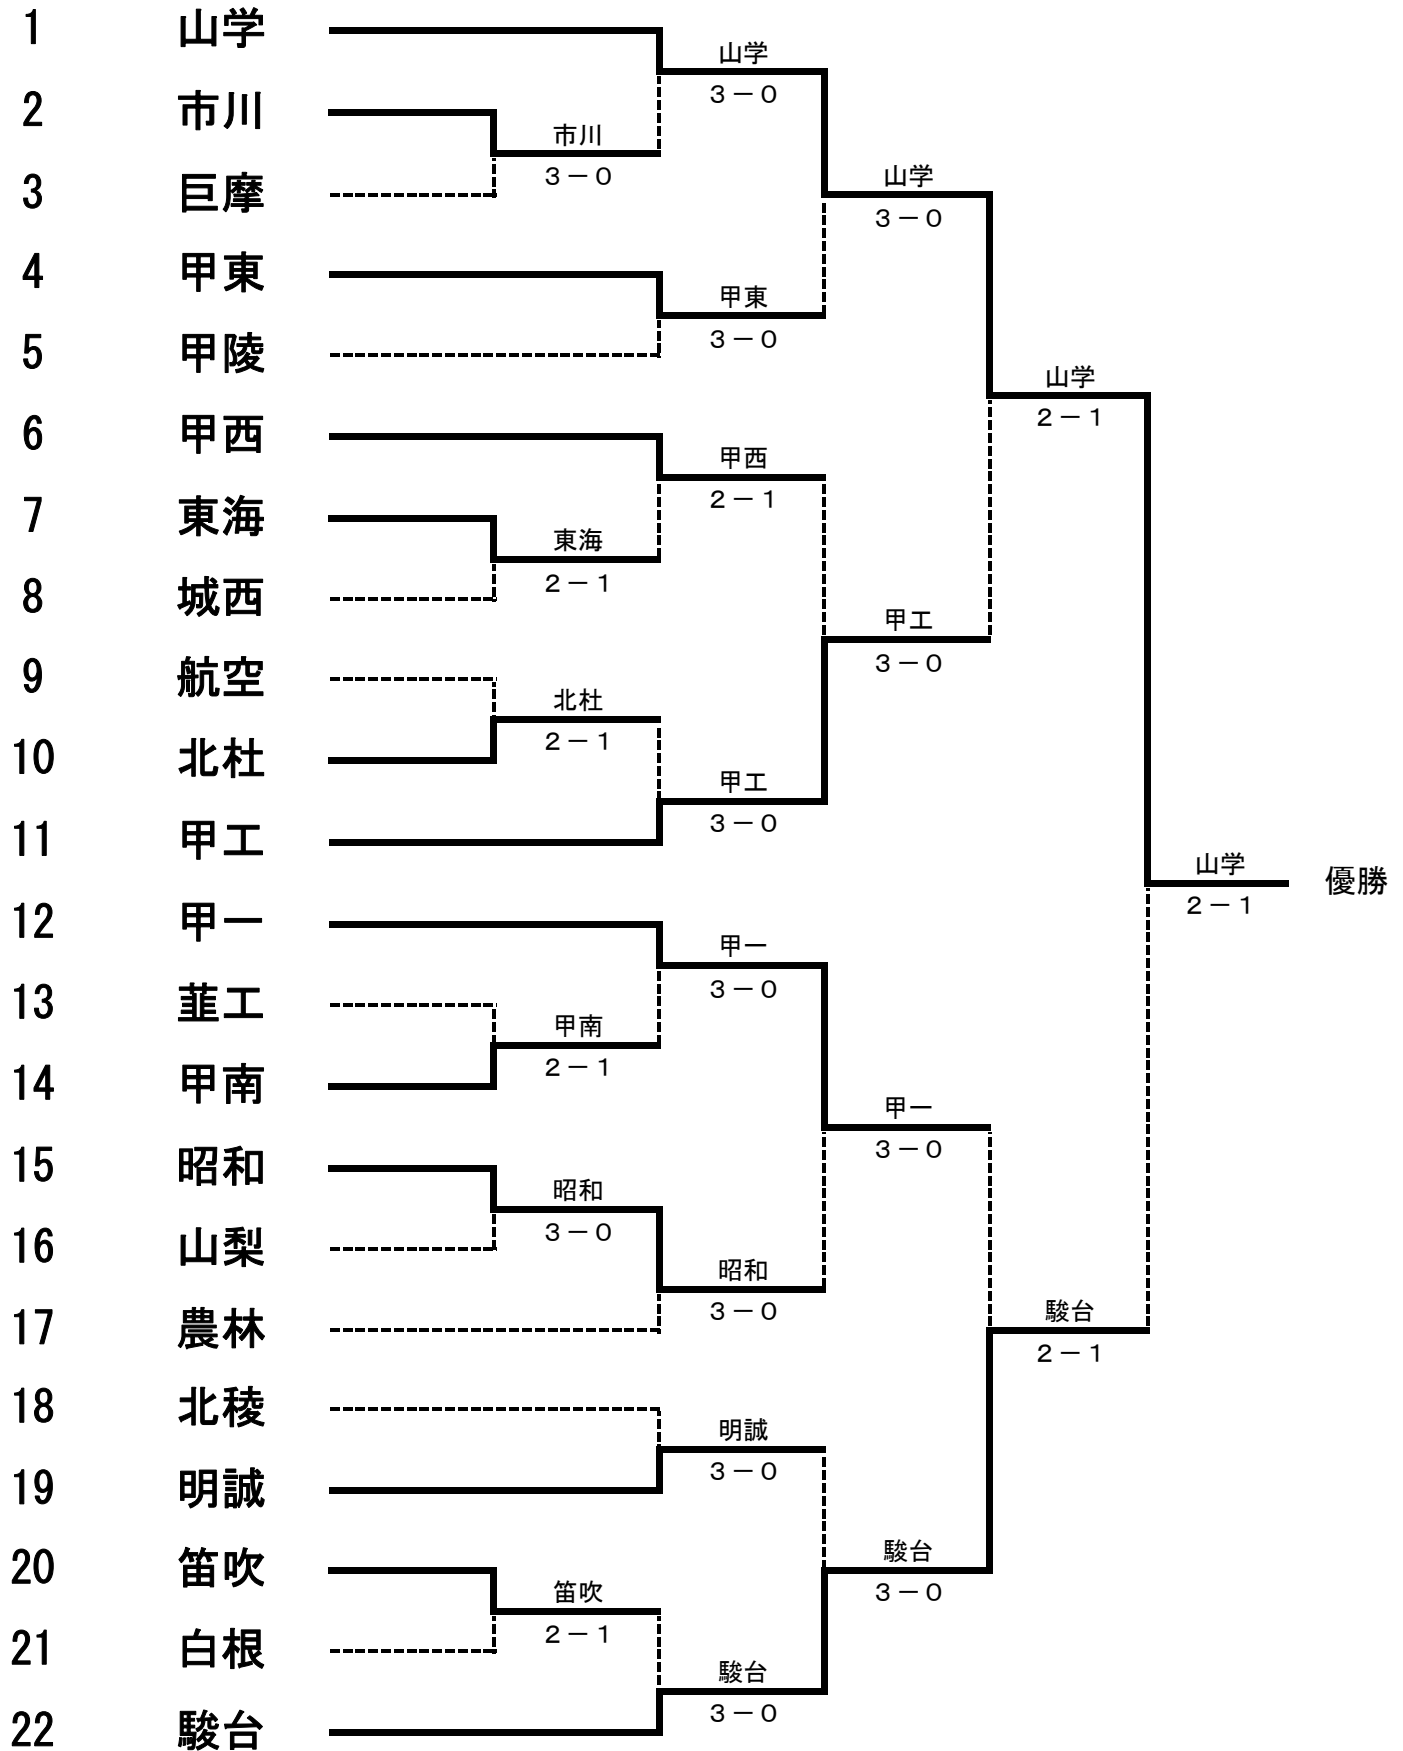 1 山学
山学
3－0
2 市川
市川
3－0
3 巨摩
山学
3－0
4 甲東
甲東
3－0
5 甲陵
山学
2－1
6 甲西
甲西
2－1
7 東海
東海
2－1
8 城西
甲工
3－0
9 航空
北杜
2－1
10 北杜
甲工
3－0
11 甲工
山学
2－1
優勝
12 甲一
甲一
3－0
13 韮工
甲南
2－1
14 甲南
甲一
3－0
15 昭和
昭和
3－0
16 山梨
昭和
3－0
17 農林
駿台
2－1
18 北稜
明誠
3－0
19 明誠
駿台
3－0
20 笛吹
笛吹
2－1
21 白根
駿台
3－0
22 駿台